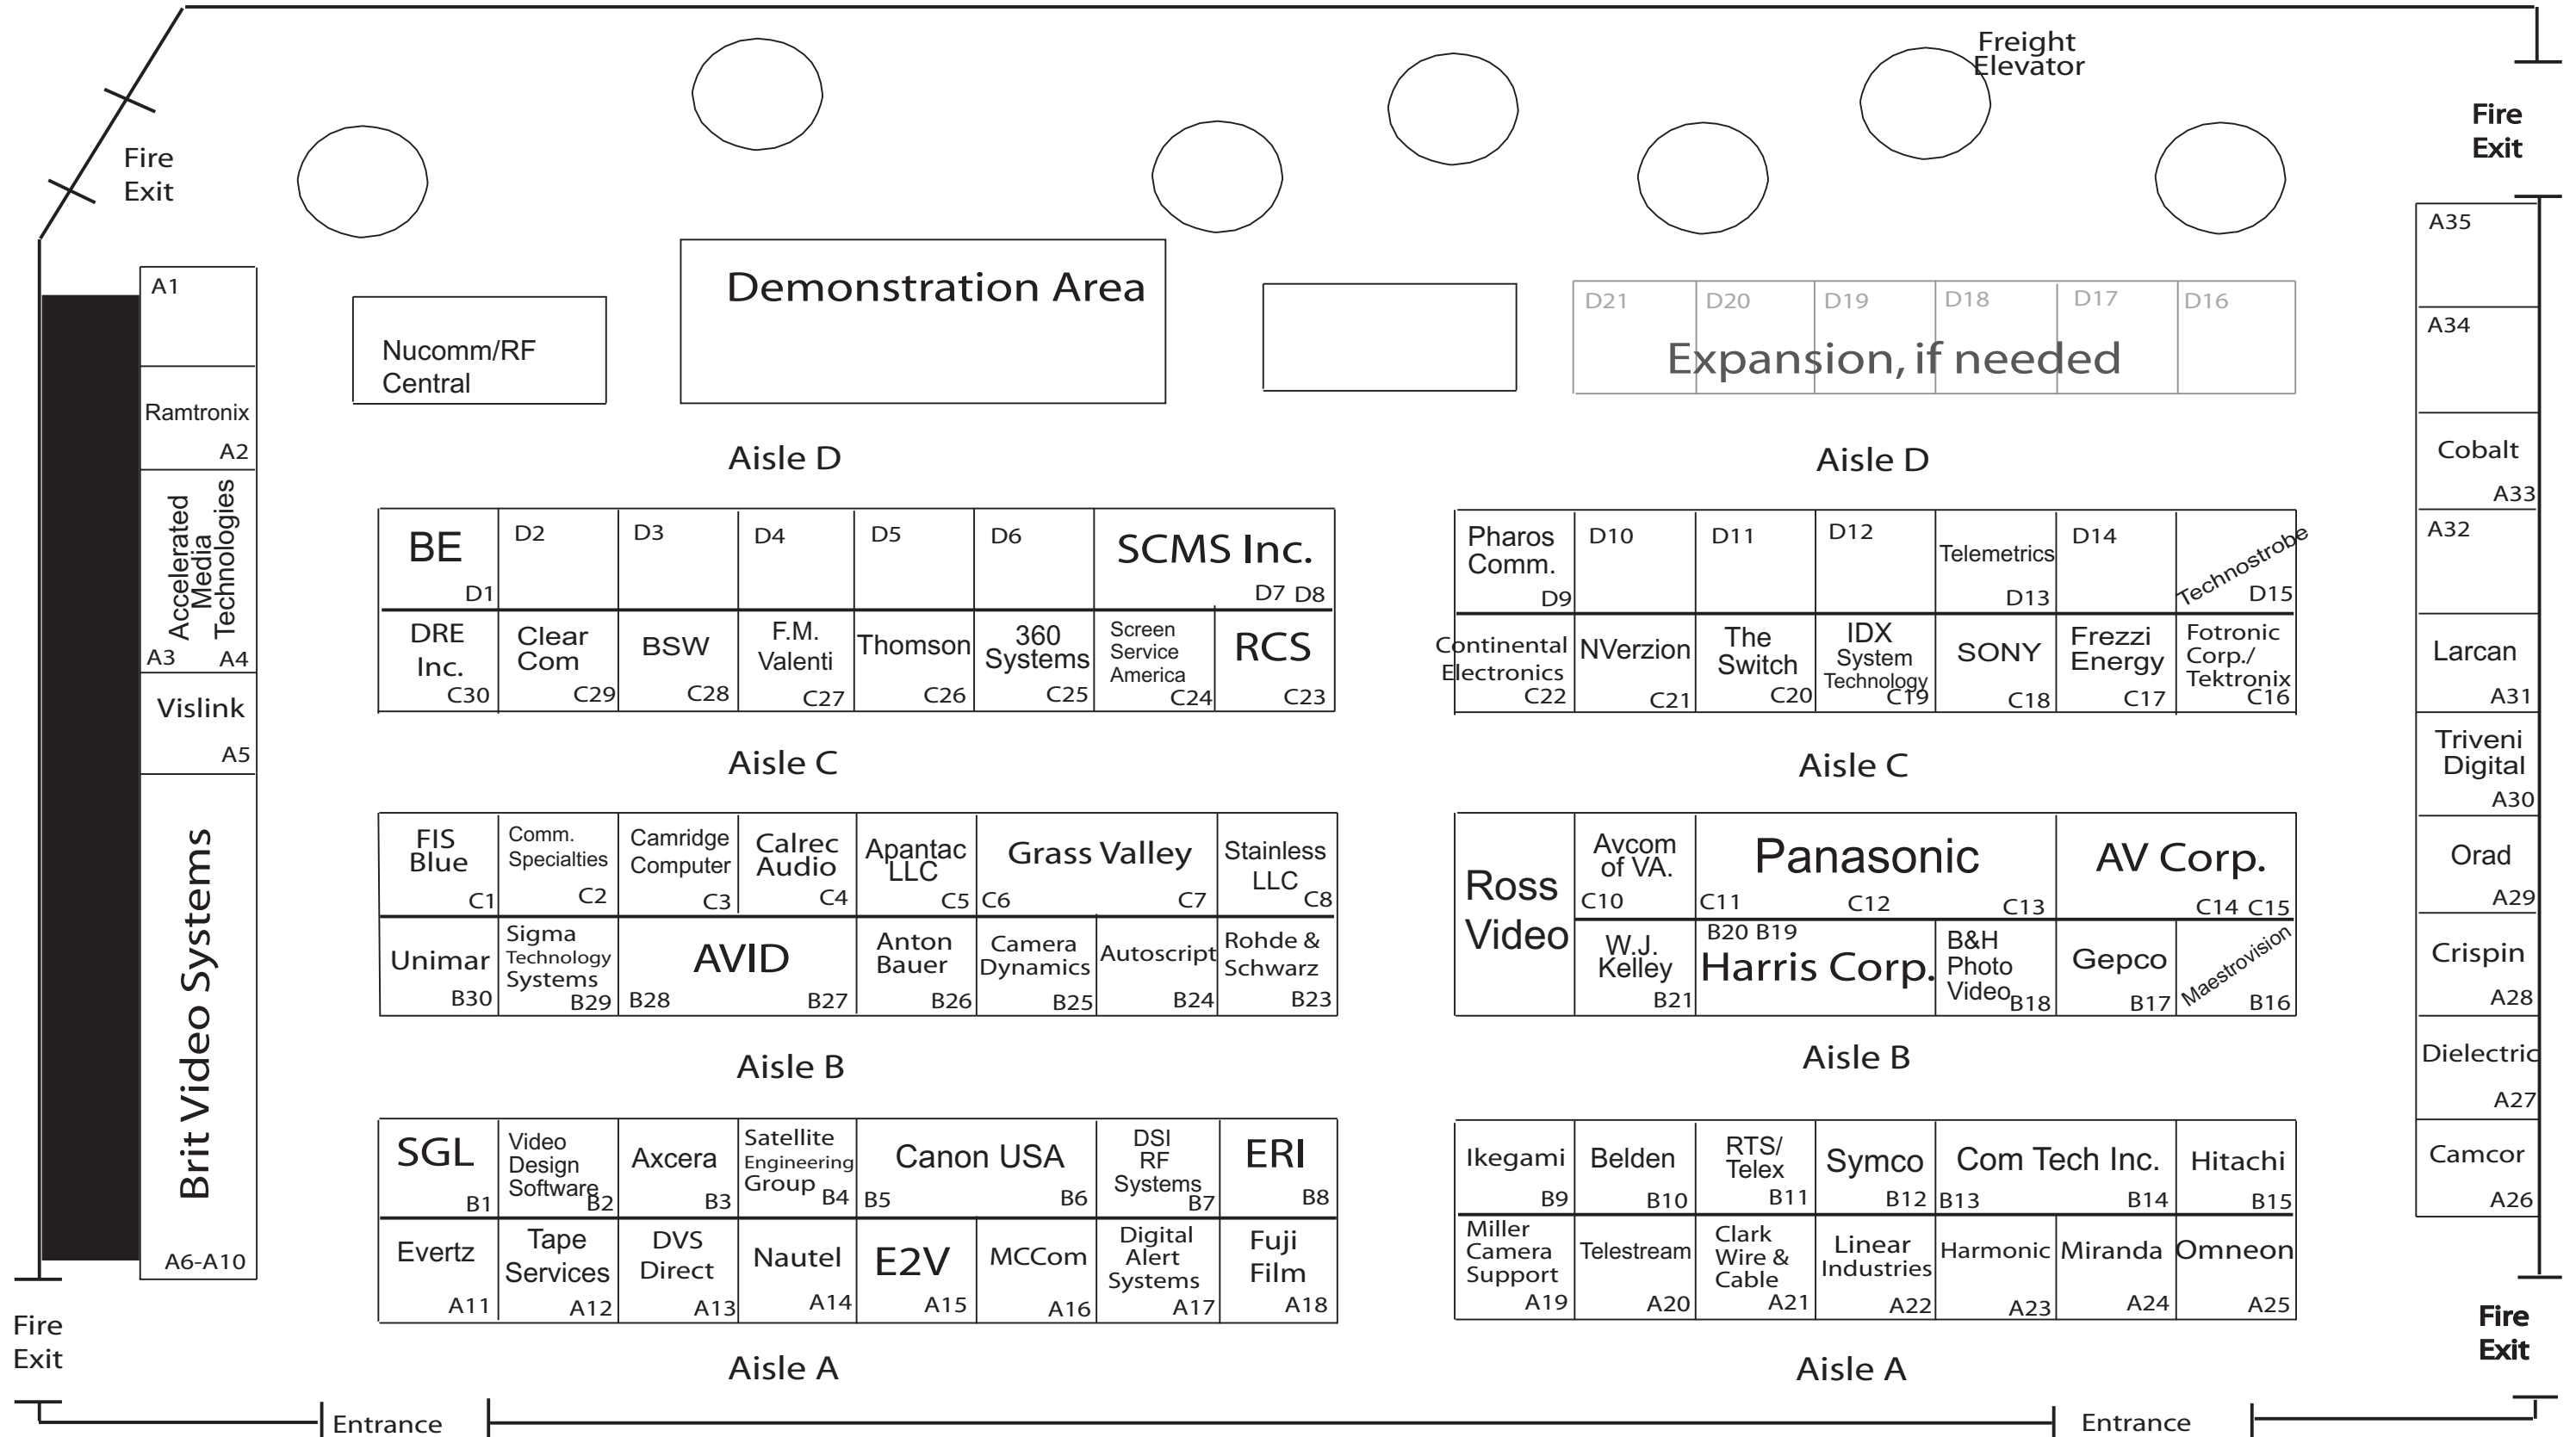 Freight
Elevator
Fire
Exit
Fire
Exit
A1
Ramtronix
A2
Accelerated
Media
Technologies
A3 A4
Vislink
A5
Brit Video Systems
A6-A10
Fire
Exit
Nucomm/RF
Central
Demonstration Area
D21 D20 D19 D18 D17 D16
Expansion, if needed
Aisle D
Aisle D
BE
D1
D2
D3
D4
D5
D6
SCMS Inc.
D7 D8
DRE
Inc.
C30
Clear
Com
C29
BSW
C28
F.M.
Valenti
C27
Thomson
C26
360
Systems
C25
Screen
Service
America
C24
RCS
C23
Pharos
Comm.
D9
D10
D11
D12
Telemetrics
D13
D14
Technostrobe
D15
Continental
Electronics
C22
NVerzion
C21
The
Switch
C20
IDX
System
Technology
C19
SONY
C18
Frezzi
Energy
C17
Fotronic
Corp./
Tektronix
C16
Aisle C
Aisle C
FIS
Blue
C1
Comm.
Specialties
C2
Camridge
Computer
C3
Calrec
Audio
C4
Apantac
LLC
C5
Grass Valley
C6 C7
Stainless
LLC
C8
Unimar
B30
Sigma
Technology
Systems
B29
AVID
B28 B27
Anton
Bauer
B26
Camera
Dynamics
B25
Autoscript
B24
Rohde &
Schwarz
B23
Ross
Video
Avcom
of VA.
C10
Panasonic
C11 C12 C13
AV Corp.
C14 C15
W.J.
Kelley
B21
B20 B19
Harris Corp.
B&H
Photo
Video
B18
Gepco
B17
Maestrovision
B16
Aisle B
Aisle B
SGL
B1
Video
Design
Software
B2
Axcera
B3
Satellite
Engineering
Group
B4
Canon USA
B5 B6
DSI
RF
Systems
B7
ERI
B8
Evertz
A11
Tape
Services
A12
DVS
Direct
A13
Nautel
A14
E2V
A15
MCCom
A16
Digital
Alert
Systems
A17
Fuji
Film
A18
Ikegami
B9
Belden
B10
RTS/
Telex
B11
Symco
B12
Com Tech Inc.
B13 B14
Hitachi
B15
Miller
Camera
Support
A19
Telestream
A20
Clark
Wire &
Cable
A21
Linear
Industries
A22
Harmonic
A23
Miranda
A24
Omneon
A25
Aisle A
Aisle A
A35
A34
Cobalt
A33
A32
Larcan
A31
Triveni
Digital
A30
Orad
A29
Crispin
A28
Dielectric
A27
Camcor
A26
Fire
Exit
Entrance
Entrance